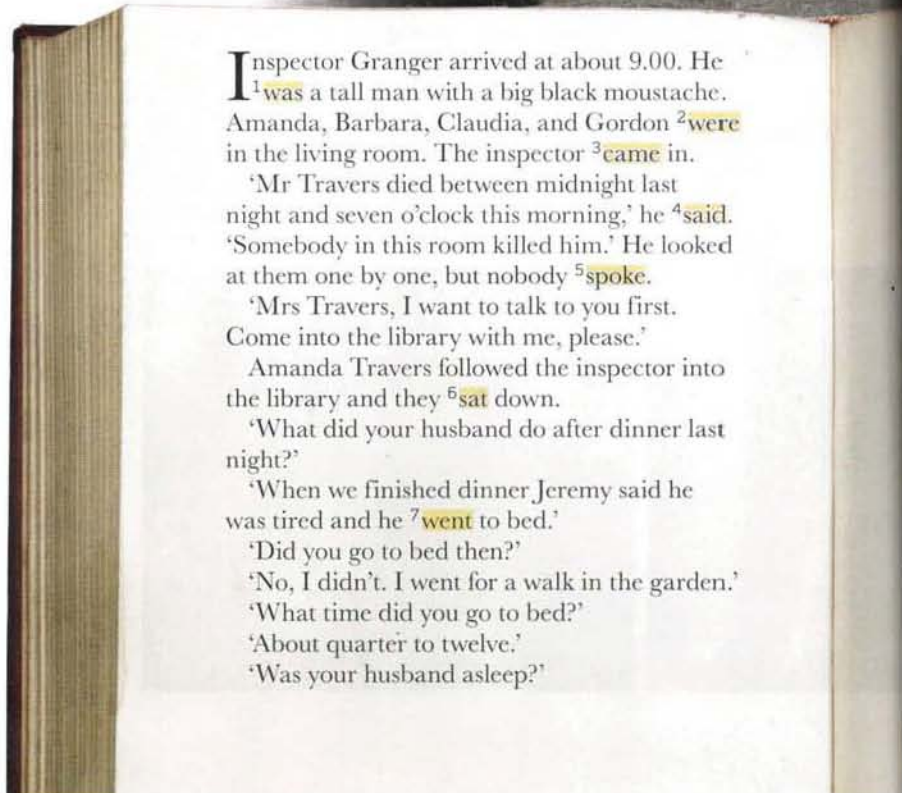 Inspector Granger arrived at about 9.00. He
¹was a tall man with a big black moustache.
Amanda, Barbara, Claudia, and Gordon ²were
in the living room. The inspector ³came in.
‘Mr Travers died between midnight last
night and seven o’clock this morning,’ he ⁴said.
‘Somebody in this room killed him.’ He looked
at them one by one, but nobody ⁵spoke.
‘Mrs Travers, I want to talk to you first.
Come into the library with me, please.’
Amanda Travers followed the inspector into
the library and they ⁶sat down.
‘What did your husband do after dinner last
night?’
‘When we finished dinner Jeremy said he
was tired and he ⁷went to bed.’
‘Did you go to bed then?’
‘No, I didn’t. I went for a walk in the garden.’
‘What time did you go to bed?’
‘About quarter to twelve.’
‘Was your husband asleep?’